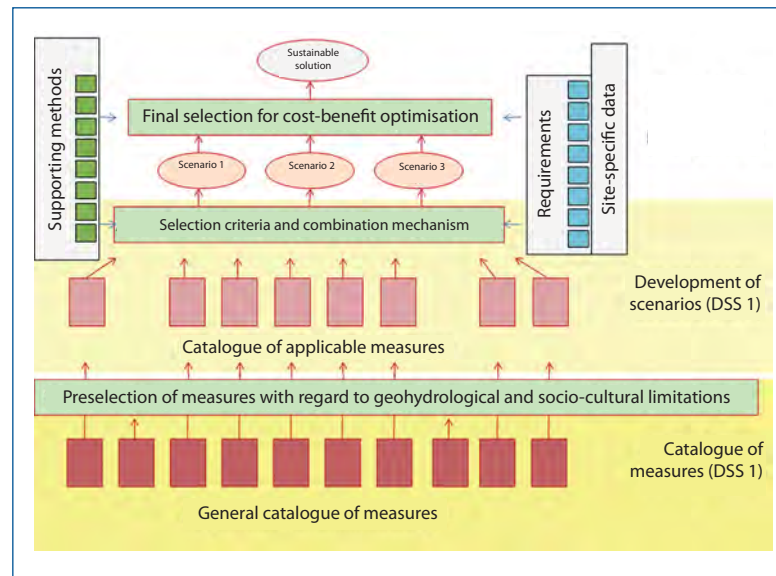 Sustainable
solution
Supporting methods
Final selection for cost-benefit optimisation
Requirements
Site-specific data
Scenario 1
Scenario 2
Scenario 3
Selection criteria and combination mechanism
Development of
scenarios (DSS 1)
Catalogue of applicable measures
Preselection of measures with regard to geohydrological and socio-cultural limitations
Catalogue of
measures (DSS 1)
General catalogue of measures